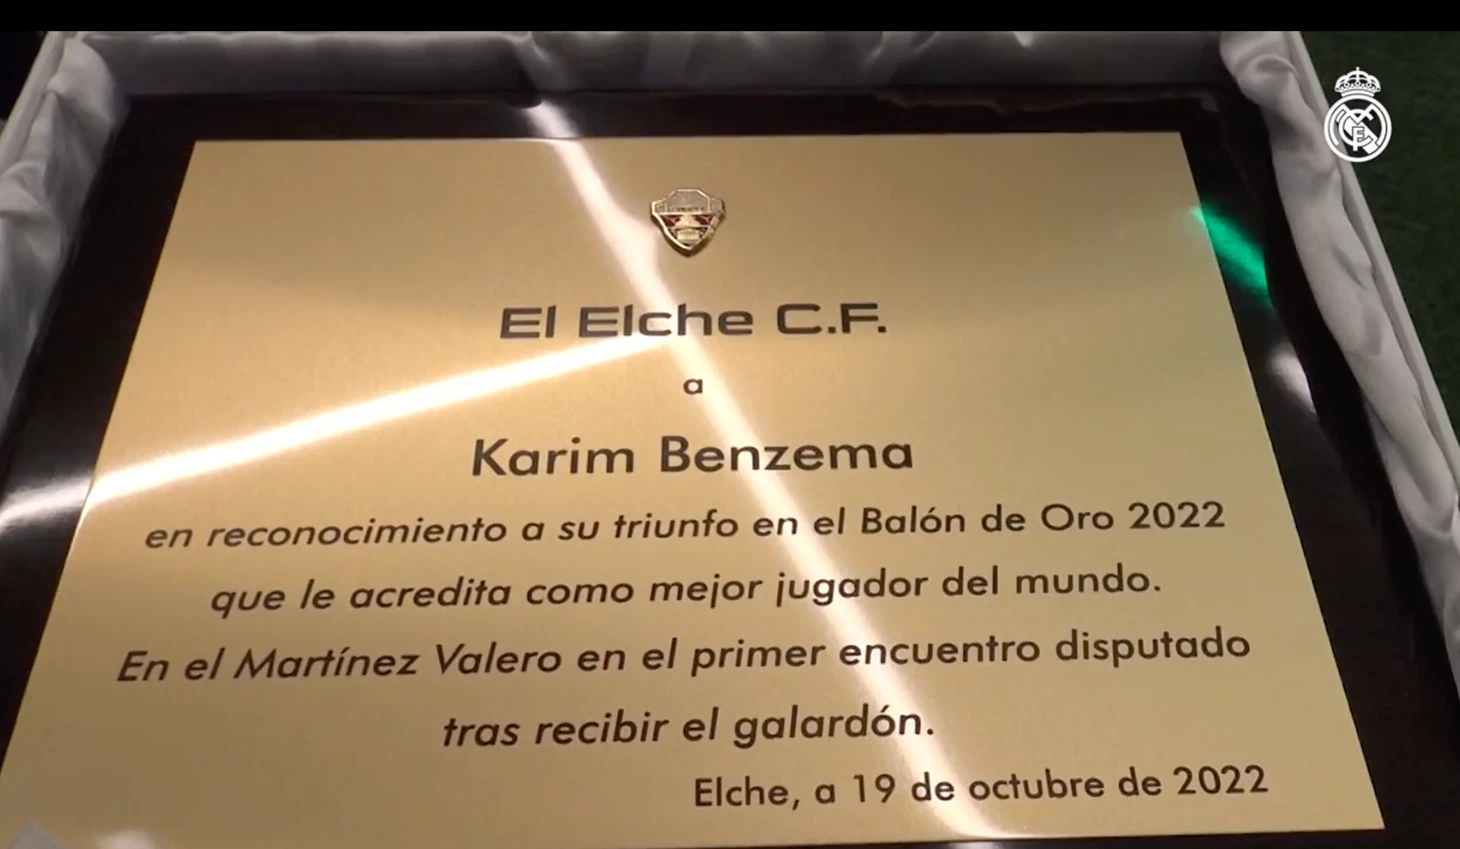 El Elche C.F.
a
Karim Benzema
en reconocimiento a su triunfo en el Balón de Oro 2022
que le acredita como mejor jugador del mundo.
En el Martínez Valero en el primer encuentro disputado
tras recibir el galardón.
Elche, a 19 de octubre de 2022